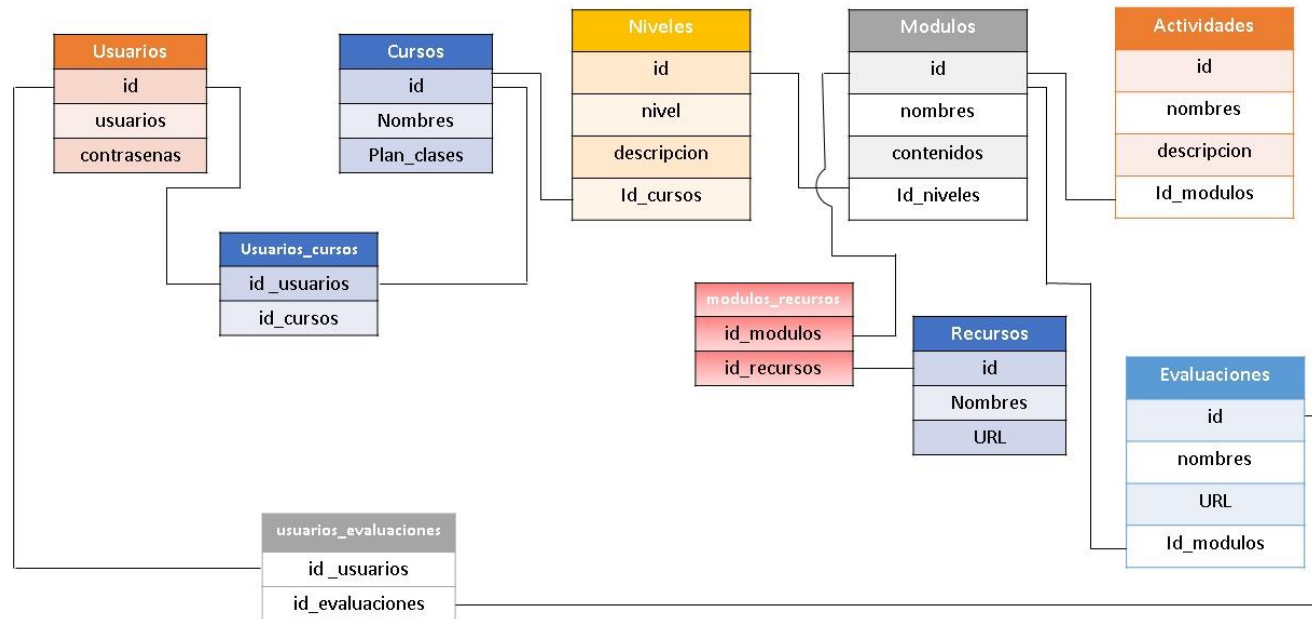 Usuarios
id
usuarios
contrasenas
Cursos
id
Nombres
Plan_clases
Niveles
id
nivel
descripcion
Id_cursos
Modulos
id
nombres
contenidos
Id_niveles
Actividades
id
nombres
descripcion
Id_modulos
Usuarios_cursos
id _usuarios
id_cursos
modulos_recursos
id_modulos
id_recursos
Recursos
id
Nombres
URL
Evaluaciones
id
nombres
URL
Id_modulos
usuarios_evaluaciones
id _usuarios
id_evaluaciones